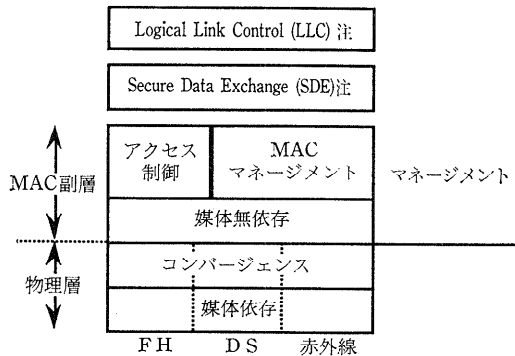 Logical Link Control (LLC) 注
Secure Data Exchange (SDE)注
アクセス
制御
MAC
マネージメント
マネージメント
MAC副層
媒体無依存
コンバージェンス
物理層
媒体依存
FH
DS
赤外線